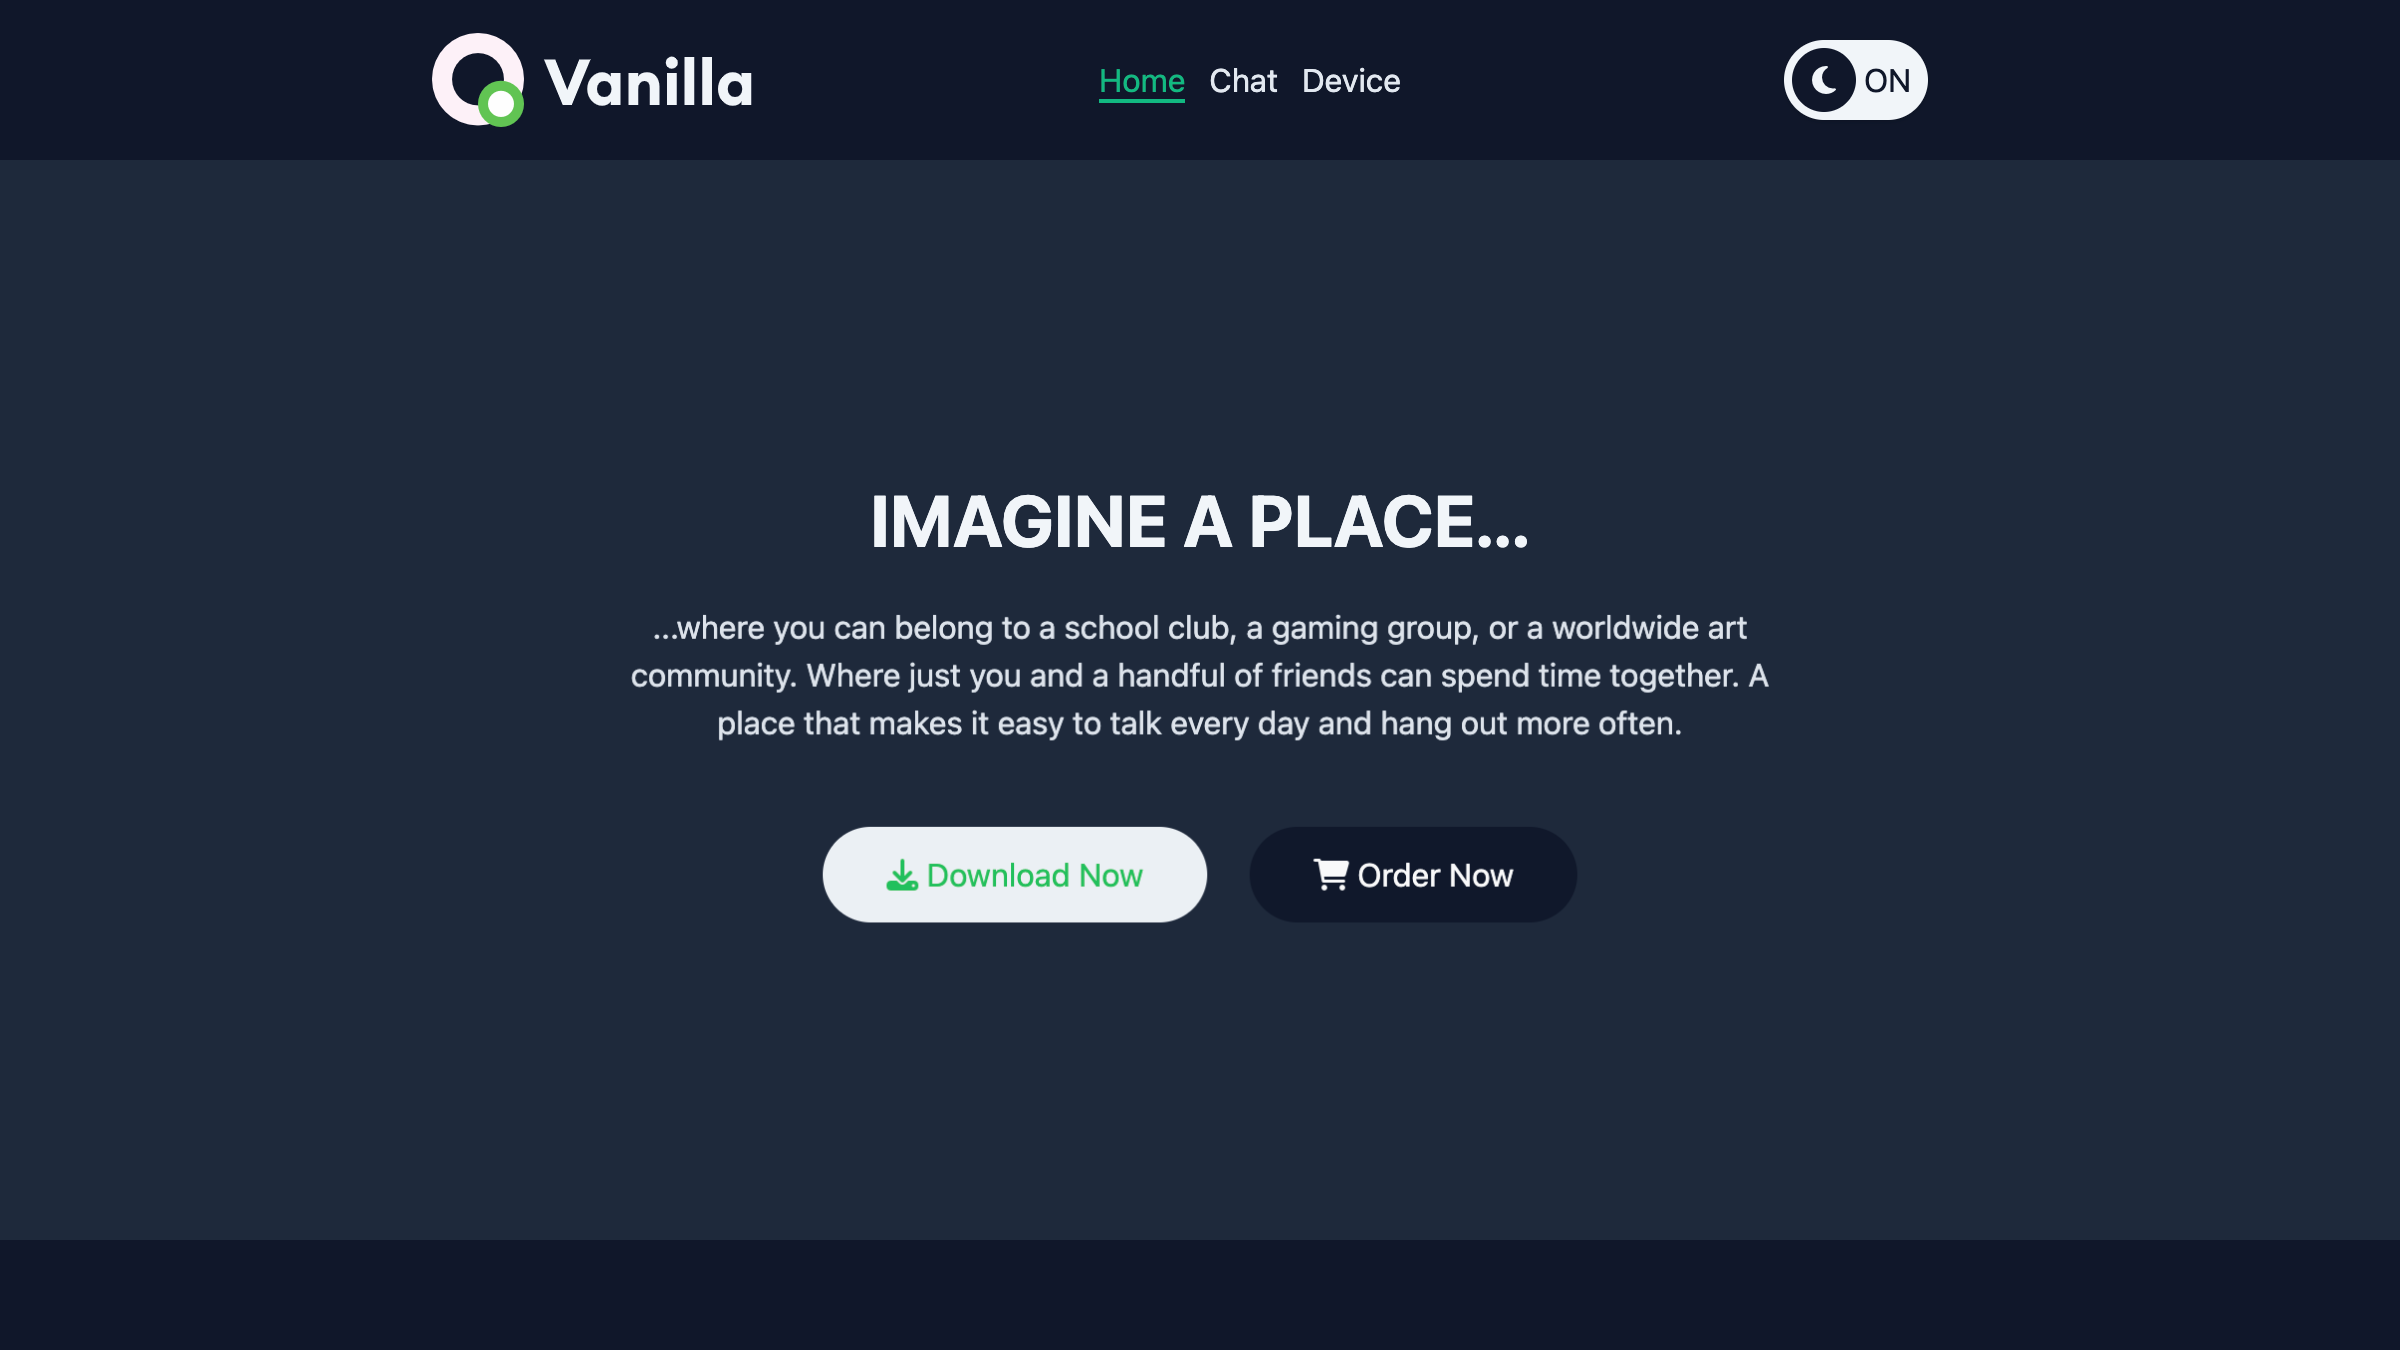 Vanilla
Home Chat Device
ON
IMAGINE A PLACE...
...where you can belong to a school club, a gaming group, or a worldwide art
community. Where just you and a handful of friends can spend time together. A
place that makes it easy to talk every day and hang out more often.
Download Now
Order Now